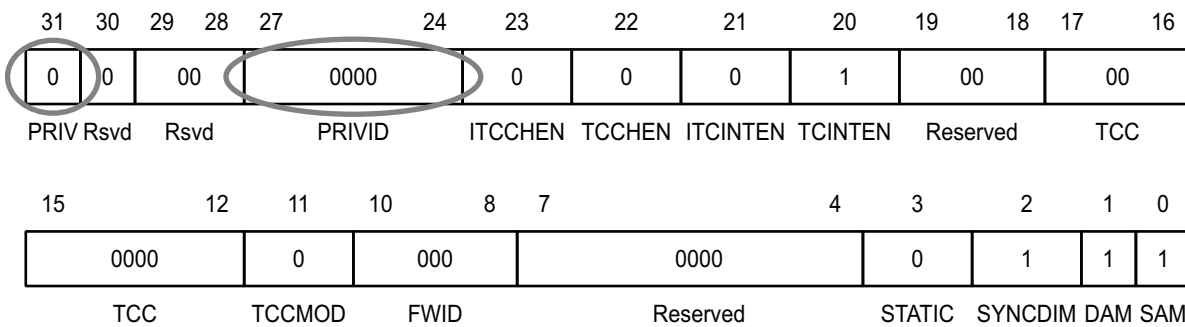 31 30 29 28 27 24 23 22 21 20 19 18 17 16
0 0 00 0000 0 0 0 1 00 00
PRIV Rsvd Rsvd PRIVID ITCCHEN TCCHEN ITCINTEN TCINTEN Reserved TCC
15 12 11 10 8 7 4 3 2 1 0
0000 0 000 0000 0 1 1 1
TCC TCCMOD FWID Reserved STATIC SYNCDIM DAM SAM